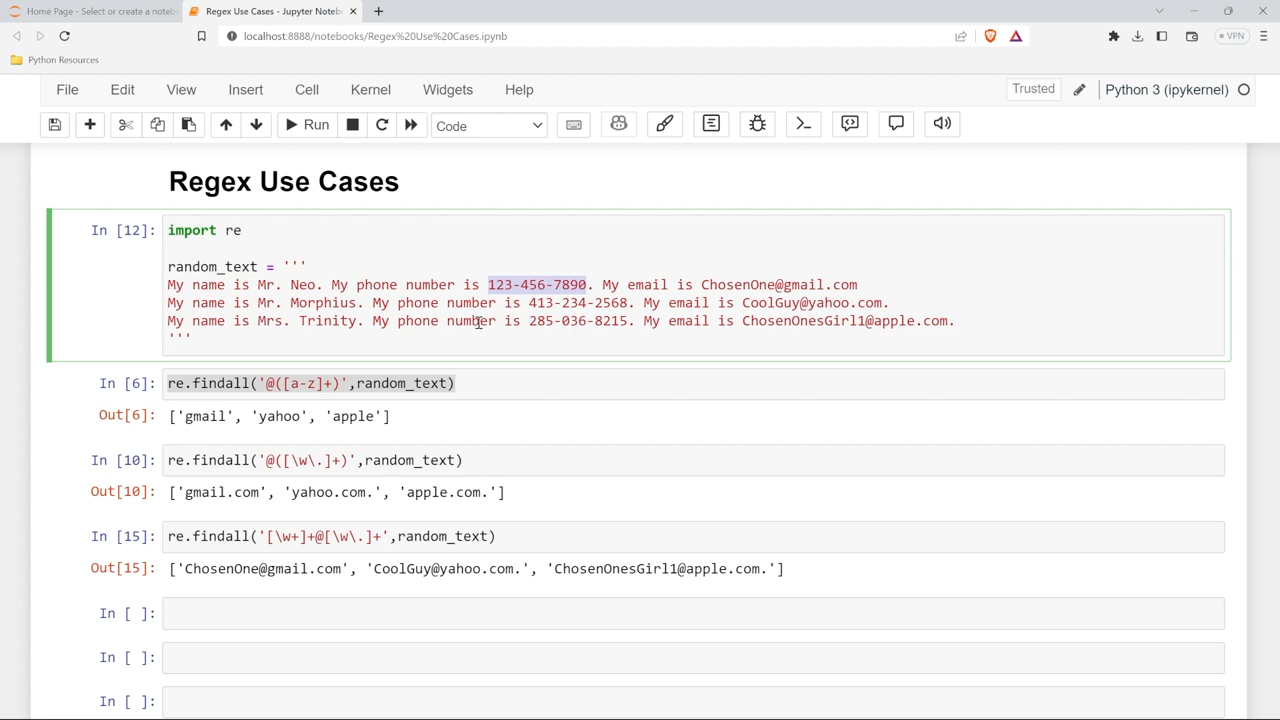 Home Page - Select or create a noteb
Regex Use Cases - Jupyter Noteb
localhost:8888/notebooks/Regex%20Use%20Cases.ipynb
VPN
Python Resources
File Edit View Insert Cell Kernel Widgets Help
Trusted
Python 3 (ipykernel)
Run
Code
Regex Use Cases
In [12]: import re
random_text = '''
My name is Mr. Neo. My phone number is 123-456-7890. My email is ChosenOne@gmail.com
My name is Mr. Morphius. My phone number is 413-234-2568. My email is CoolGuy@yahoo.com.
My name is Mrs. Trinity. My phone number is 285-036-8215. My email is ChosenOnesGirl1@apple.com.
'''
In [6]: re.findall('@([a-z]+)',random_text)
Out[6]: ['gmail', 'yahoo', 'apple']
In [10]: re.findall('@([\w\.]+)',random_text)
Out[10]: ['gmail.com', 'yahoo.com.', 'apple.com.']
In [15]: re.findall('[\w+]+@[\w\.]+',random_text)
Out[15]: ['ChosenOne@gmail.com', 'CoolGuy@yahoo.com.', 'ChosenOnesGirl1@apple.com.']
In [ ]:
In [ ]:
In [ ]: